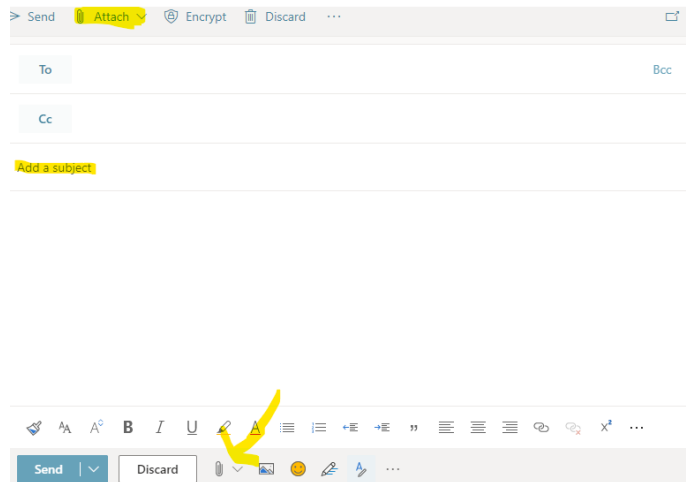 Send Attach Encrypt Discard ...
To Bcc
Cc
Add a subject
B I U A
Send Discard ...